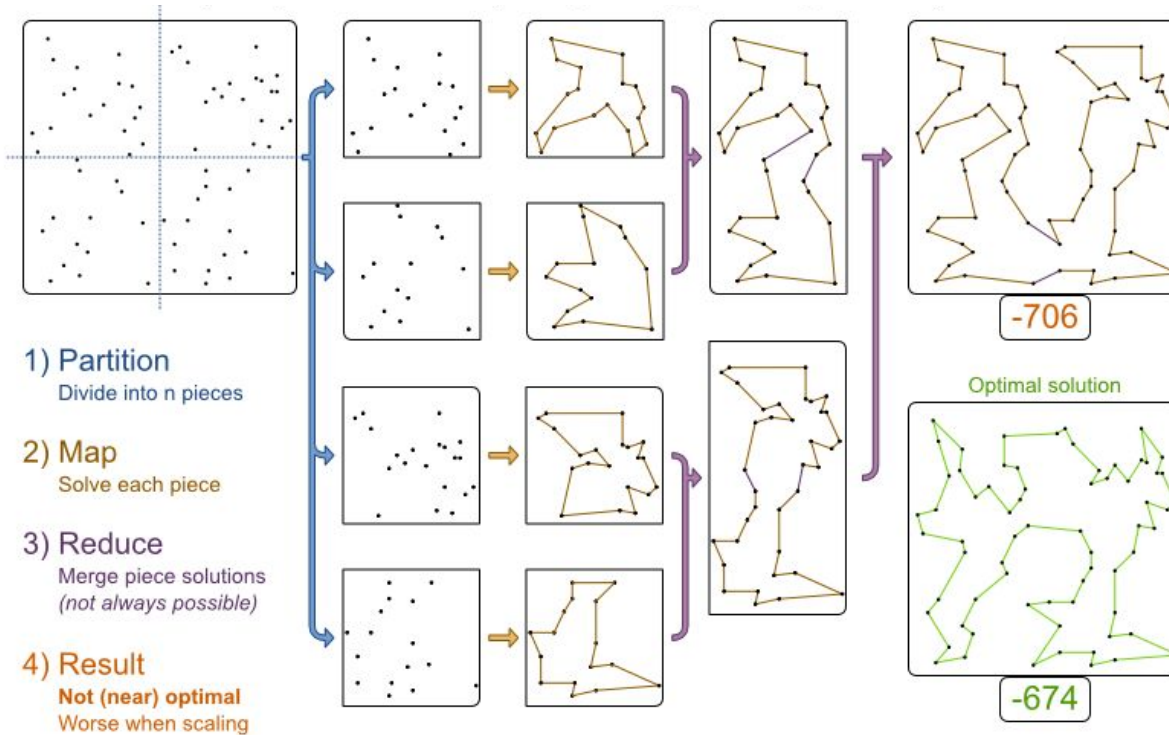 1) Partition
Divide into n pieces
2) Map
Solve each piece
3) Reduce
Merge piece solutions
(not always possible)
4) Result
Not (near) optimal
Worse when scaling
-706
Optimal solution
-674